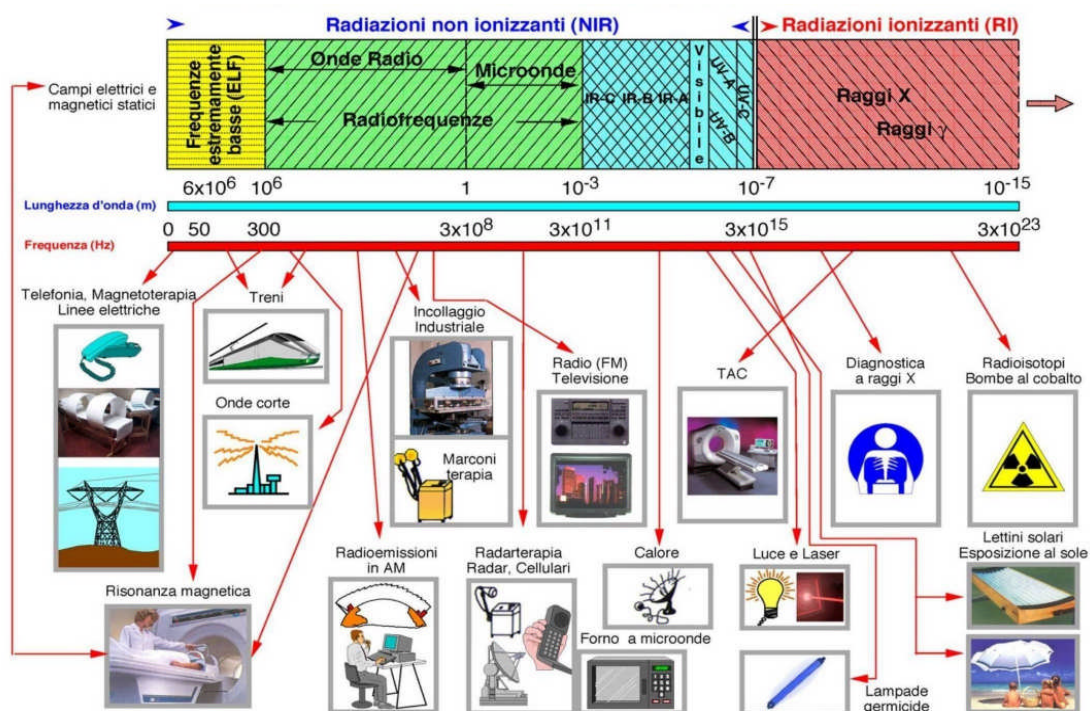 Radiazioni non ionizzanti (NIR)
Radiazioni ionizzanti (RI)
Campi elettrici e
magnetici statici
Frequenze
estremamente
basse (ELF)
Onde Radio
Microonde
Radiofrequenze
IR-C
IR-B
IR-A
Visibile
UV-A
UV-B
UV-C
Raggi X
Raggi γ
6x10⁶
10⁶
1
10⁻³
10⁻⁷
10⁻¹⁵
Lunghezza d'onda (m)
0
50
300
3x10⁸
3x10¹¹
3x10¹⁵
3x10²³
Frequenza (Hz)
Telefonia, Magnetoterapia
Linee elettriche
Treni
Incollaggio
Industriale
Radio (FM)
Televisione
TAC
Diagnostica
a raggi X
Radioisotopi
Bombe al cobalto
Onde corte
Marconi
terapia
Risonanza magnetica
Radioemissioni
in AM
Radarterapia
Radar, Cellulari
Calore
Luce e Laser
Lettini solari
Esposizione al sole
Forno a microonde
Lampade
germicide